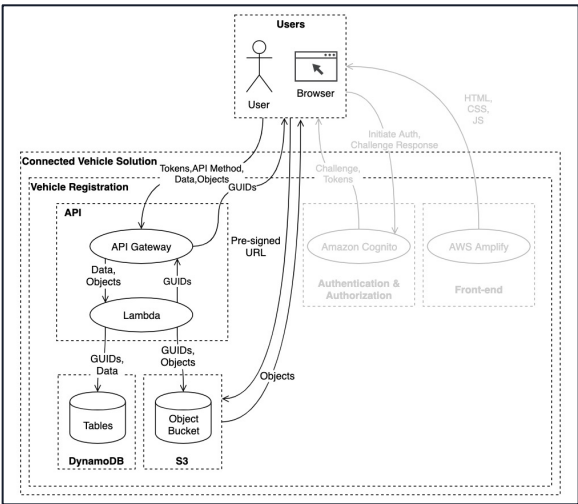 Users
User
Browser
HTML,
CSS,
JS
Initiate Auth,
Challenge Response
Connected Vehicle Solution
Tokens,API Method,
Data,Objects
Challenge,
Tokens
Vehicle Registration
GUIDs
API
API Gateway
Pre-signed
URL
Amazon Cognito
AWS Amplify
Data,
Objects
GUIDs
Authentication &
Authorization
Front-end
Lambda
GUIDs,
Data
GUIDs,
Objects
Objects
Tables
Object
Bucket
DynamoDB
S3